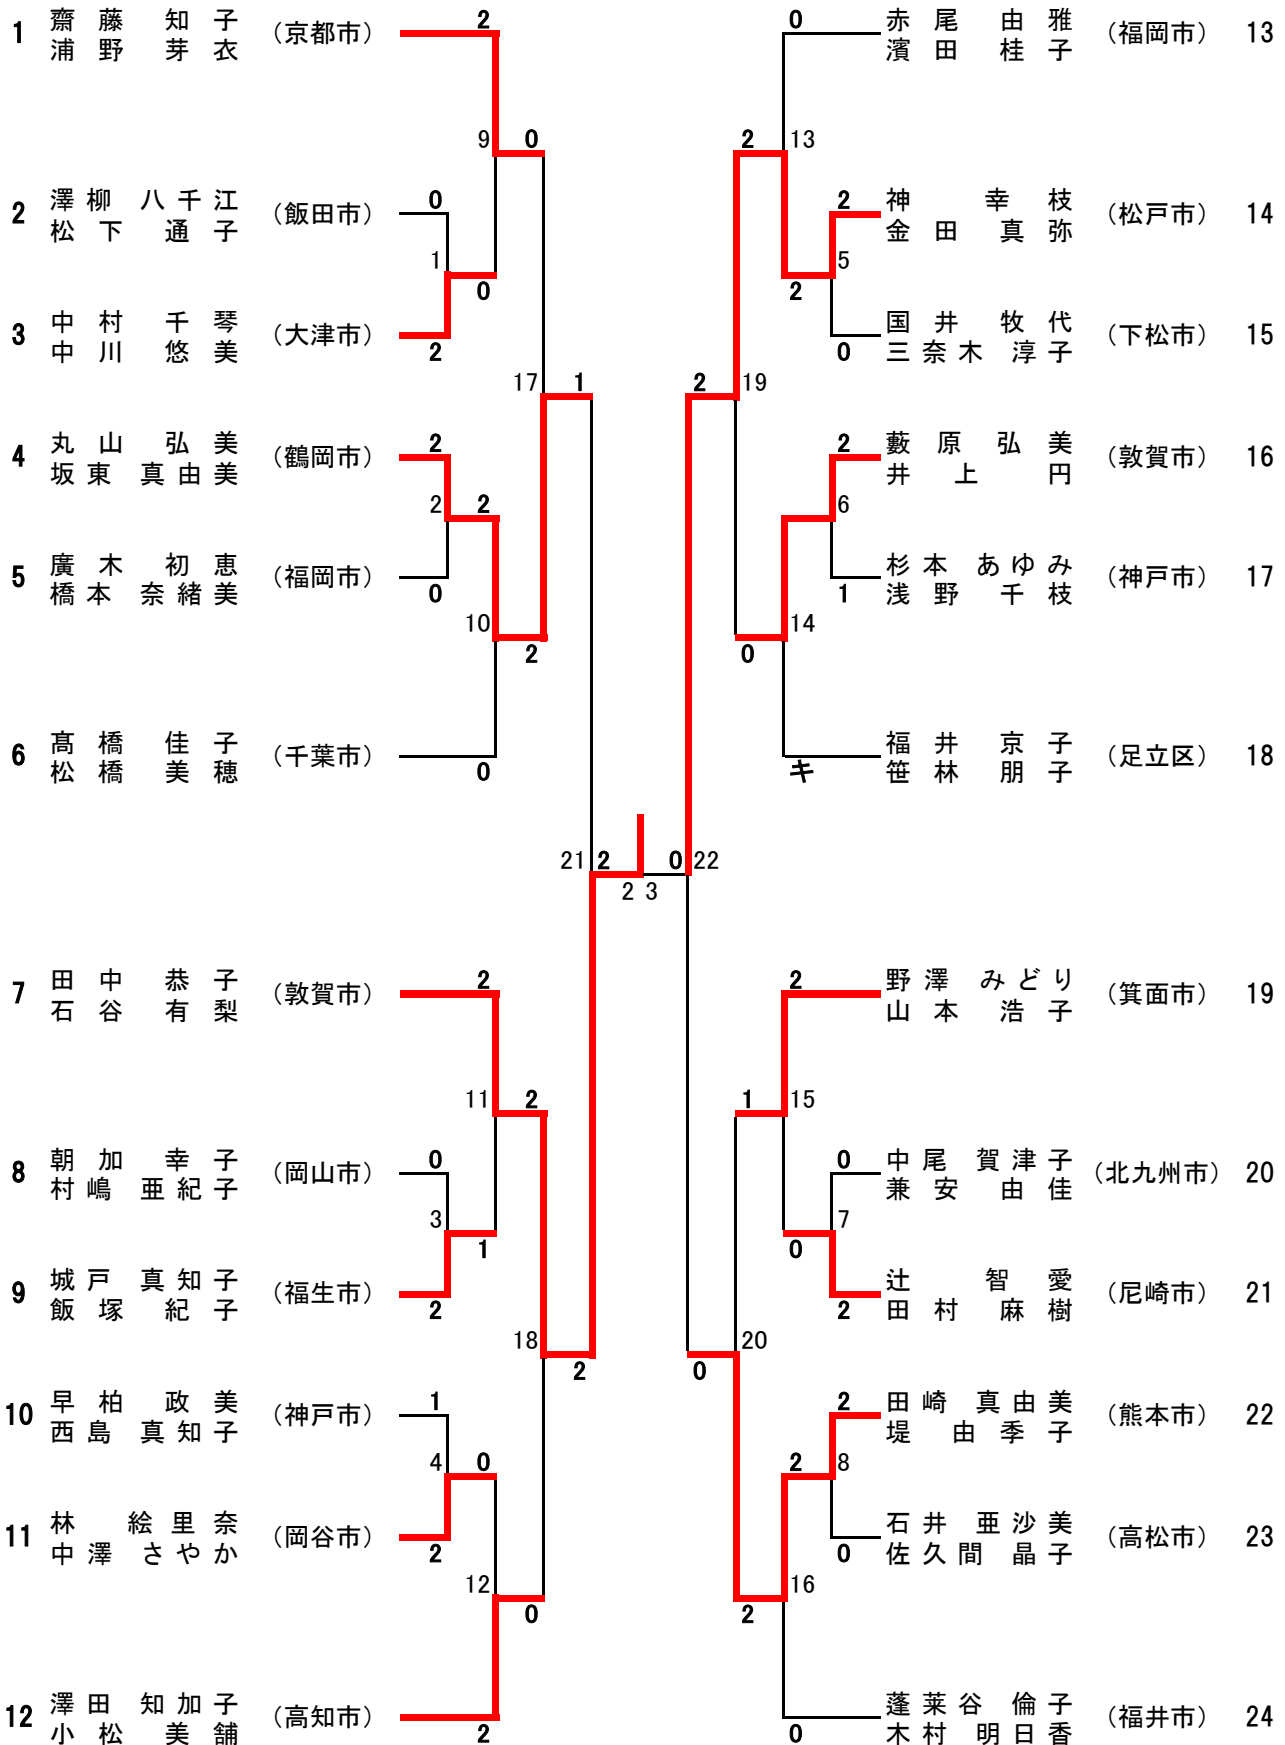 1 齋藤 知子 （京都市） 2
浦野 芽衣
9 0
2 澤柳 八千江 （飯田市） 0
松下 通子
1
0
3 中村 千琴 （大津市）
中川 悠美 2
17 1
4 丸山 弘美 （鶴岡市） 2
坂東 真由美
2 2
5 廣木 初恵 （福岡市）
橋本 奈緒美 0
10
2
6 髙橋 佳子 （千葉市）
松橋 美穂 0
21 2
2 3
7 田中 恭子 （敦賀市） 2
石谷 有梨
11 2
8 朝加 幸子 （岡山市） 0
村嶋 亜紀子
3
1
9 城戸 真知子 （福生市）
飯塚 紀子 2
18
2
10 早柏 政美 （神戸市） 1
西島 真知子
4 0
11 林 絵里奈 （岡谷市）
中澤 さやか 2
12
0
12 澤田 知加子 （高知市）
小松 美舗 2
0 赤尾 由雅 （福岡市） 13
濱田 桂子
2 13
2 神 幸枝 （松戸市） 14
金田 真弥
5
2
国井 牧代 （下松市） 15
0 三奈木 淳子
2 19
2 藪原 弘美 （敦賀市） 16
井上 円
6
杉本 あゆみ （神戸市） 17
1 浅野 千枝
14
0
福井 京子 （足立区） 18
キ 笹林 朋子
0 22
2 野澤 みどり （箕面市） 19
山本 浩子
1 15
0 中尾 賀津子 （北九州市） 20
兼安 由佳
7
0
辻 智愛 （尼崎市） 21
2 田村 麻樹
20
0
2 田崎 真由美 （熊本市） 22
堤 由季子
2 8
石井 亜沙美 （高松市） 23
0 佐久間 晶子
16
2
蓬莱谷 倫子 （福井市） 24
0 木村 明日香